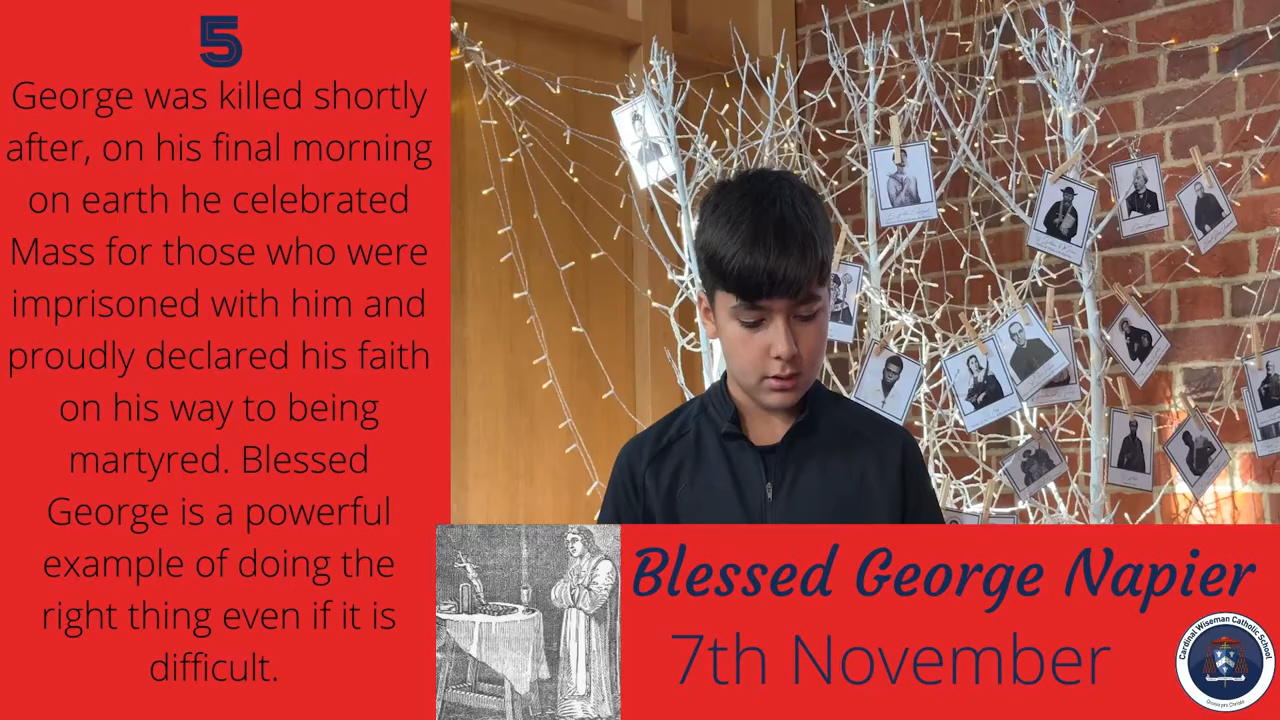 5
George was killed shortly
after, on his final morning
on earth he celebrated
Mass for those who were
imprisoned with him and
proudly declared his faith
on his way to being
martyred. Blessed
George is a powerful
example of doing the
right thing even if it is
difficult.
Blessed George Napier
7th November
Cardinal Wiseman Catholic School